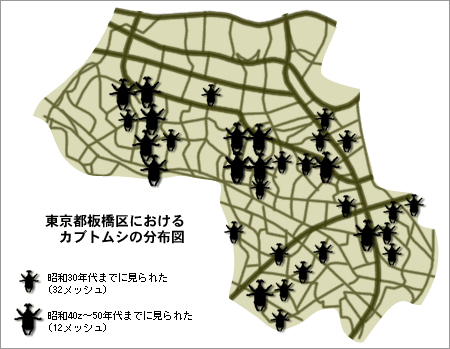 東京都板橋区における
カブトムシの分布図
昭和30年代までに見られた
(32メッシュ)
昭和40z～50年代までに見られた
(12メッシュ)